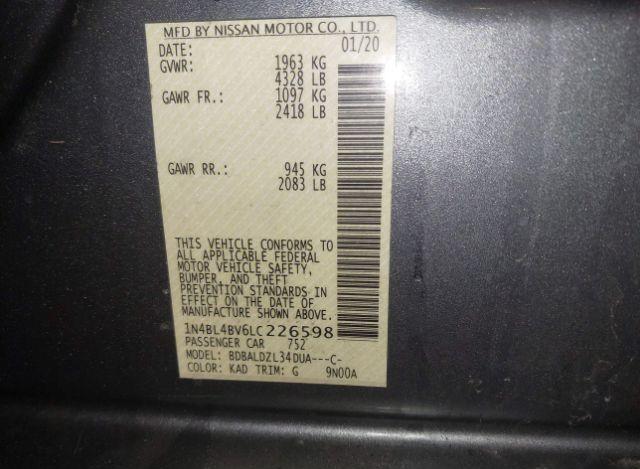 MFD BY NISSAN MOTOR CO., LTD.
DATE: 01/20
GVWR: 1963 KG
4328 LB
GAWR FR.: 1097 KG
2418 LB
GAWR RR.: 945 KG
2083 LB
THIS VEHICLE CONFORMS TO
ALL APPLICABLE FEDERAL
MOTOR VEHICLE SAFETY,
BUMPER, AND THEFT
PREVENTION STANDARDS IN
EFFECT ON THE DATE OF
MANUFACTURE SHOWN ABOVE.
1N4BL4BV6LC226598
PASSENGER CAR 752
MODEL: BDBALDZL34DUA---C-
COLOR: KAD TRIM: G 9N00A